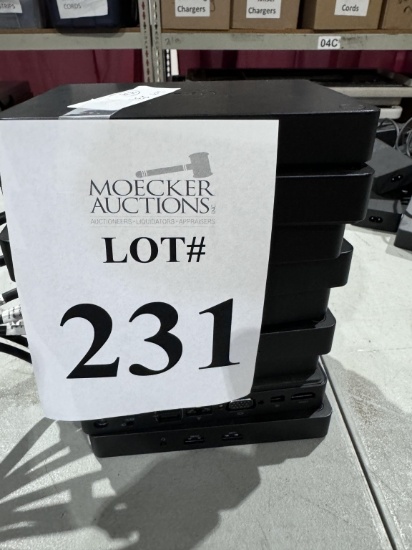 CORDS
Chargers
Chargers
Cords
04C
MOECKER
AUCTIONS
AUCTIONEERS • LIQUIDATORS • APPRAISERS
LOT#
231